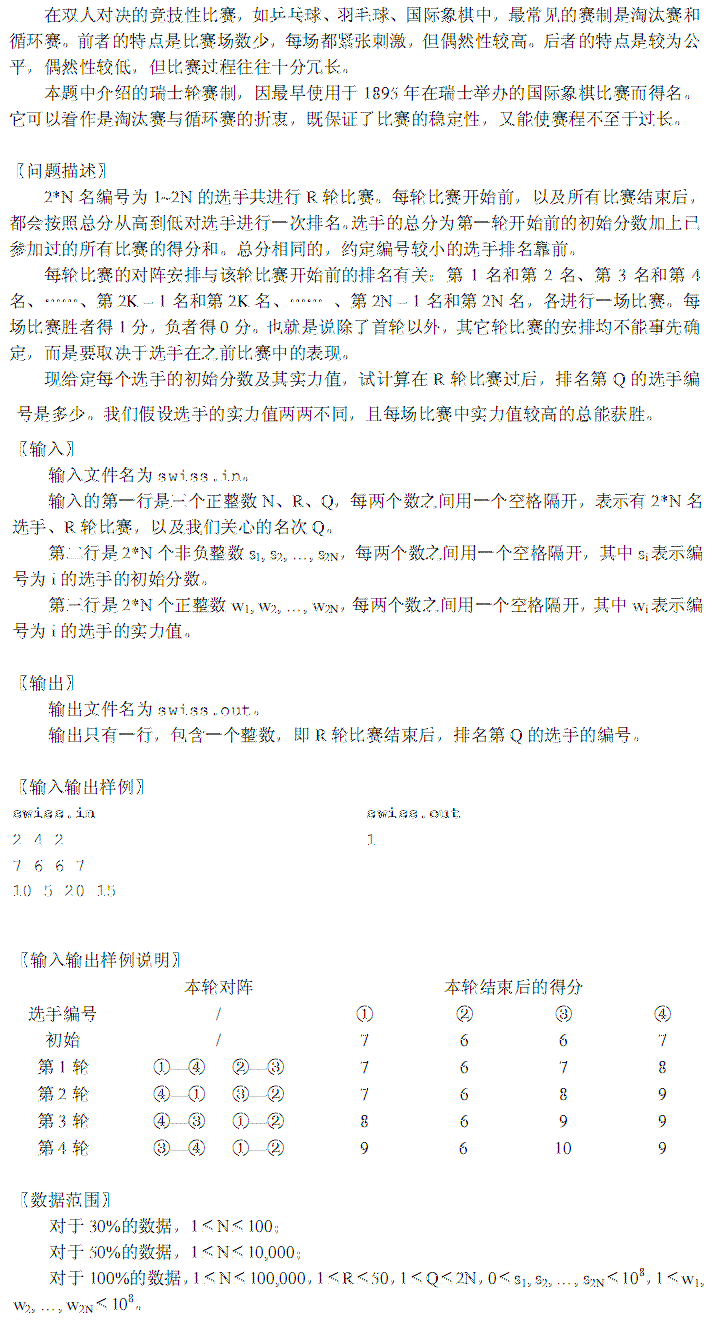 在双人对决的竞技性比赛，如乒乓球、羽毛球、国际象棋中，最常见的赛制是淘汰赛和
循环赛。前者的特点是比赛场数少，每场都紧张刺激，但偶然性较高。后者的特点是较为公
平，偶然性较低，但比赛过程往往十分冗长。
本题中介绍的瑞士轮赛制，因最早使用于 1895 年在瑞士举办的国际象棋比赛而得名。
它可以看作是淘汰赛与循环赛的折衷，既保证了比赛的稳定性，又能使赛程不至于过长。
〖问题描述〗
2*N 名编号为 1~2N 的选手共进行 R 轮比赛。每轮比赛开始前，以及所有比赛结束后，
都会按照总分从高到低对选手进行一次排名。选手的总分为第一轮开始前的初始分数加上已
参加过的所有比赛的得分和。总分相同的，约定编号较小的选手排名靠前。
每轮比赛的对阵安排与该轮比赛开始前的排名有关：第 1 名和第 2 名、第 3 名和第 4
名、……、第 2K – 1 名和第 2K 名、…… 、第 2N – 1 名和第 2N 名，各进行一场比赛。每
场比赛胜者得 1 分，负者得 0 分。也就是说除了首轮以外，其它轮比赛的安排均不能事先确
定，而是要取决于选手在之前比赛中的表现。
现给定每个选手的初始分数及其实力值，试计算在 R 轮比赛过后，排名第 Q 的选手编
号是多少。我们假设选手的实力值两两不同，且每场比赛中实力值较高的总能获胜。
〖输入〗
输入文件名为 swiss.in。
输入的第一行是三个正整数 N、R、Q，每两个数之间用一个空格隔开，表示有 2*N 名
选手、R 轮比赛，以及我们关心的名次 Q。
第二行是 2*N 个非负整数 s1, s2, …, s2N，每两个数之间用一个空格隔开，其中 si 表示编
号为 i 的选手的初始分数。
第三行是 2*N 个正整数 w1, w2, …, w2N，每两个数之间用一个空格隔开，其中 wi 表示编
号为 i 的选手的实力值。
〖输出〗
输出文件名为 swiss.out。
输出只有一行，包含一个整数，即 R 轮比赛结束后，排名第 Q 的选手的编号。
〖输入输出样例〗
swiss.in swiss.out
2 4 2 1
7 6 6 7
10 5 20 15
〖输入输出样例说明〗
本轮对阵 本轮结束后的得分
选手编号 / ① ② ③ ④
初始 / 7 6 6 7
第 1 轮 ①—④ ②—③ 7 6 7 8
第 2 轮 ④—① ③—② 7 6 8 9
第 3 轮 ④—③ ①—② 8 6 9 9
第 4 轮 ③—④ ①—② 9 6 10 9
〖数据范围〗
对于 30%的数据，1≤N≤100；
对于 50%的数据，1≤N≤10,000；
对于 100%的数据，1≤N≤100,000，1≤R≤50，1≤Q≤2N，0≤s1, s2, …, s2N≤10⁸，1≤w1,
w2, …, w2N≤10⁸。